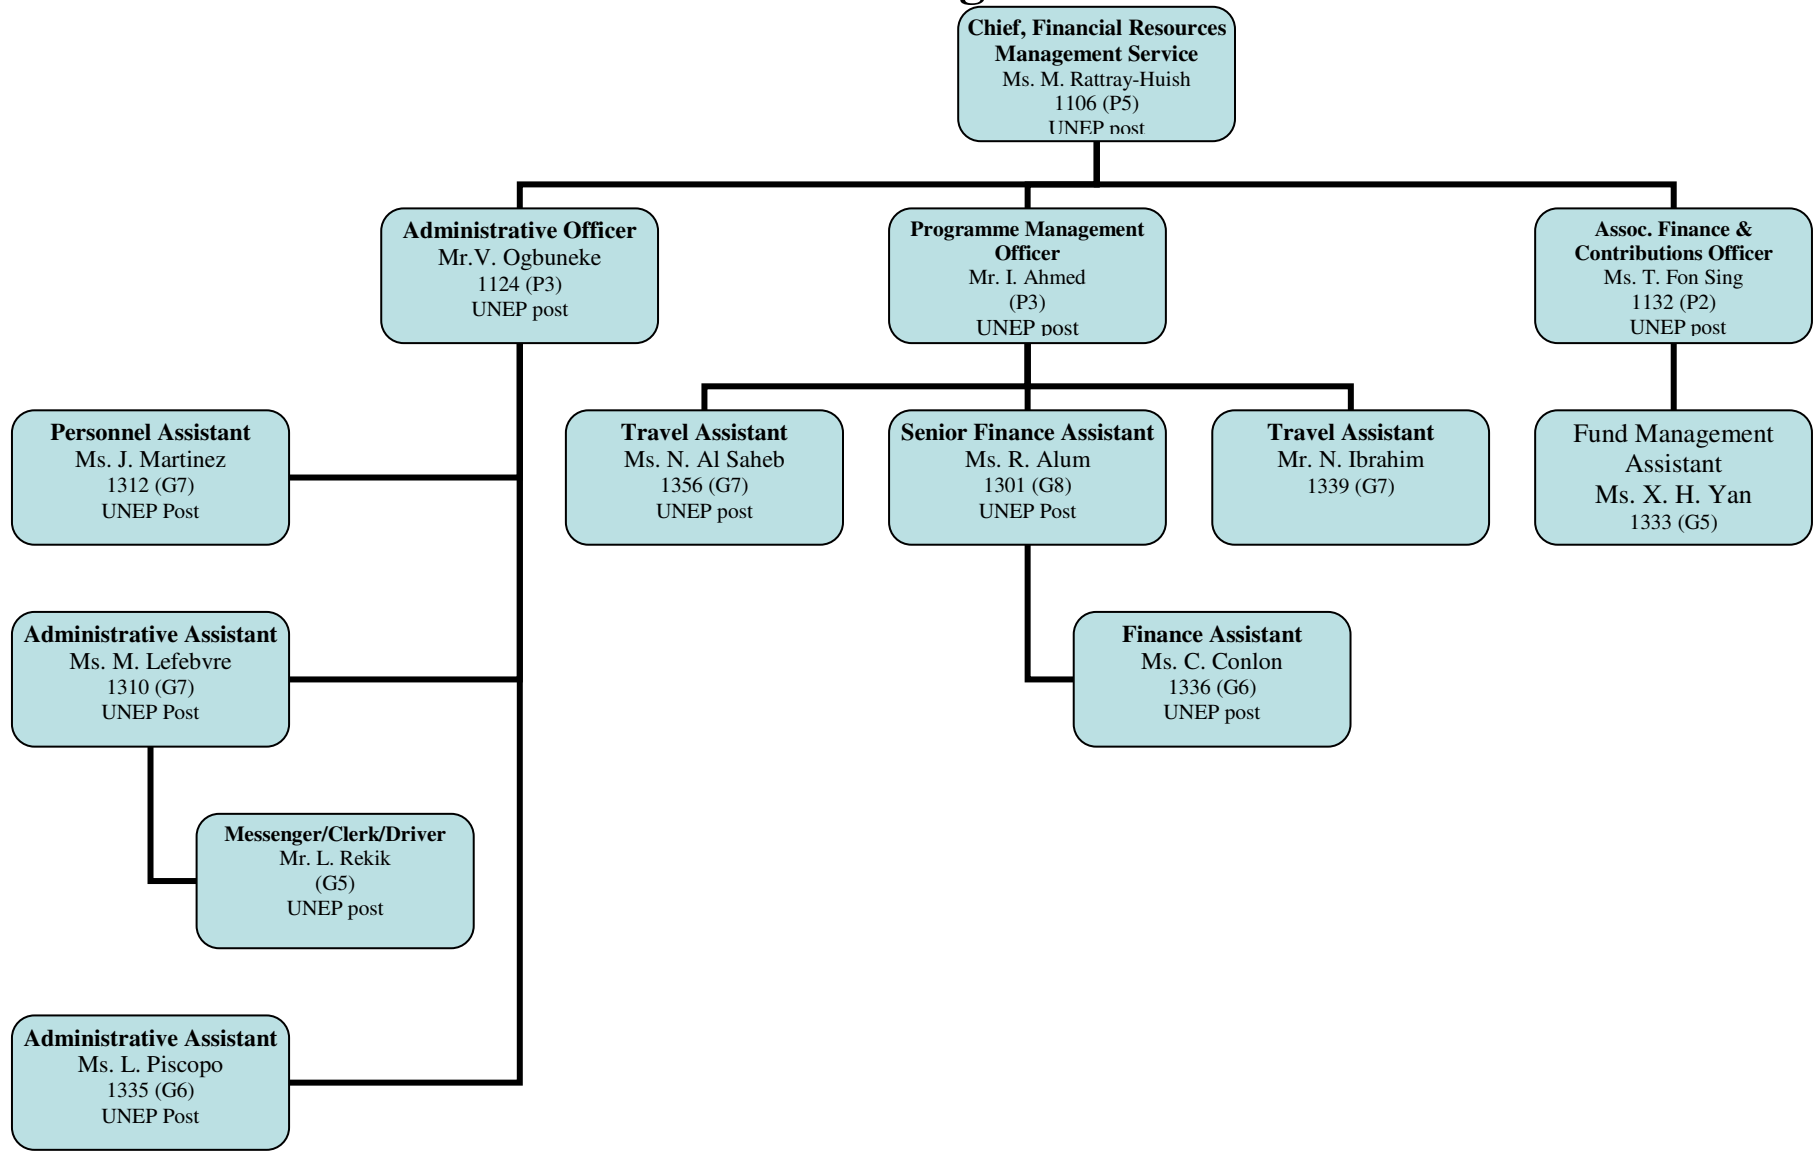 Chief, Financial Resources
Management Service
Ms. M. Rattray-Huish
1106 (P5)
UNEP post
Administrative Officer
Mr.V. Ogbuneke
1124 (P3)
UNEP post
Programme Management
Officer
Mr. I. Ahmed
(P3)
UNEP post
Assoc. Finance &
Contributions Officer
Ms. T. Fon Sing
1132 (P2)
UNEP post
Personnel Assistant
Ms. J. Martinez
1312 (G7)
UNEP Post
Travel Assistant
Ms. N. Al Saheb
1356 (G7)
UNEP post
Senior Finance Assistant
Ms. R. Alum
1301 (G8)
UNEP Post
Travel Assistant
Mr. N. Ibrahim
1339 (G7)
Fund Management
Assistant
Ms. X. H. Yan
1333 (G5)
Administrative Assistant
Ms. M. Lefebvre
1310 (G7)
UNEP Post
Finance Assistant
Ms. C. Conlon
1336 (G6)
UNEP post
Messenger/Clerk/Driver
Mr. L. Rekik
(G5)
UNEP post
Administrative Assistant
Ms. L. Piscopo
1335 (G6)
UNEP Post